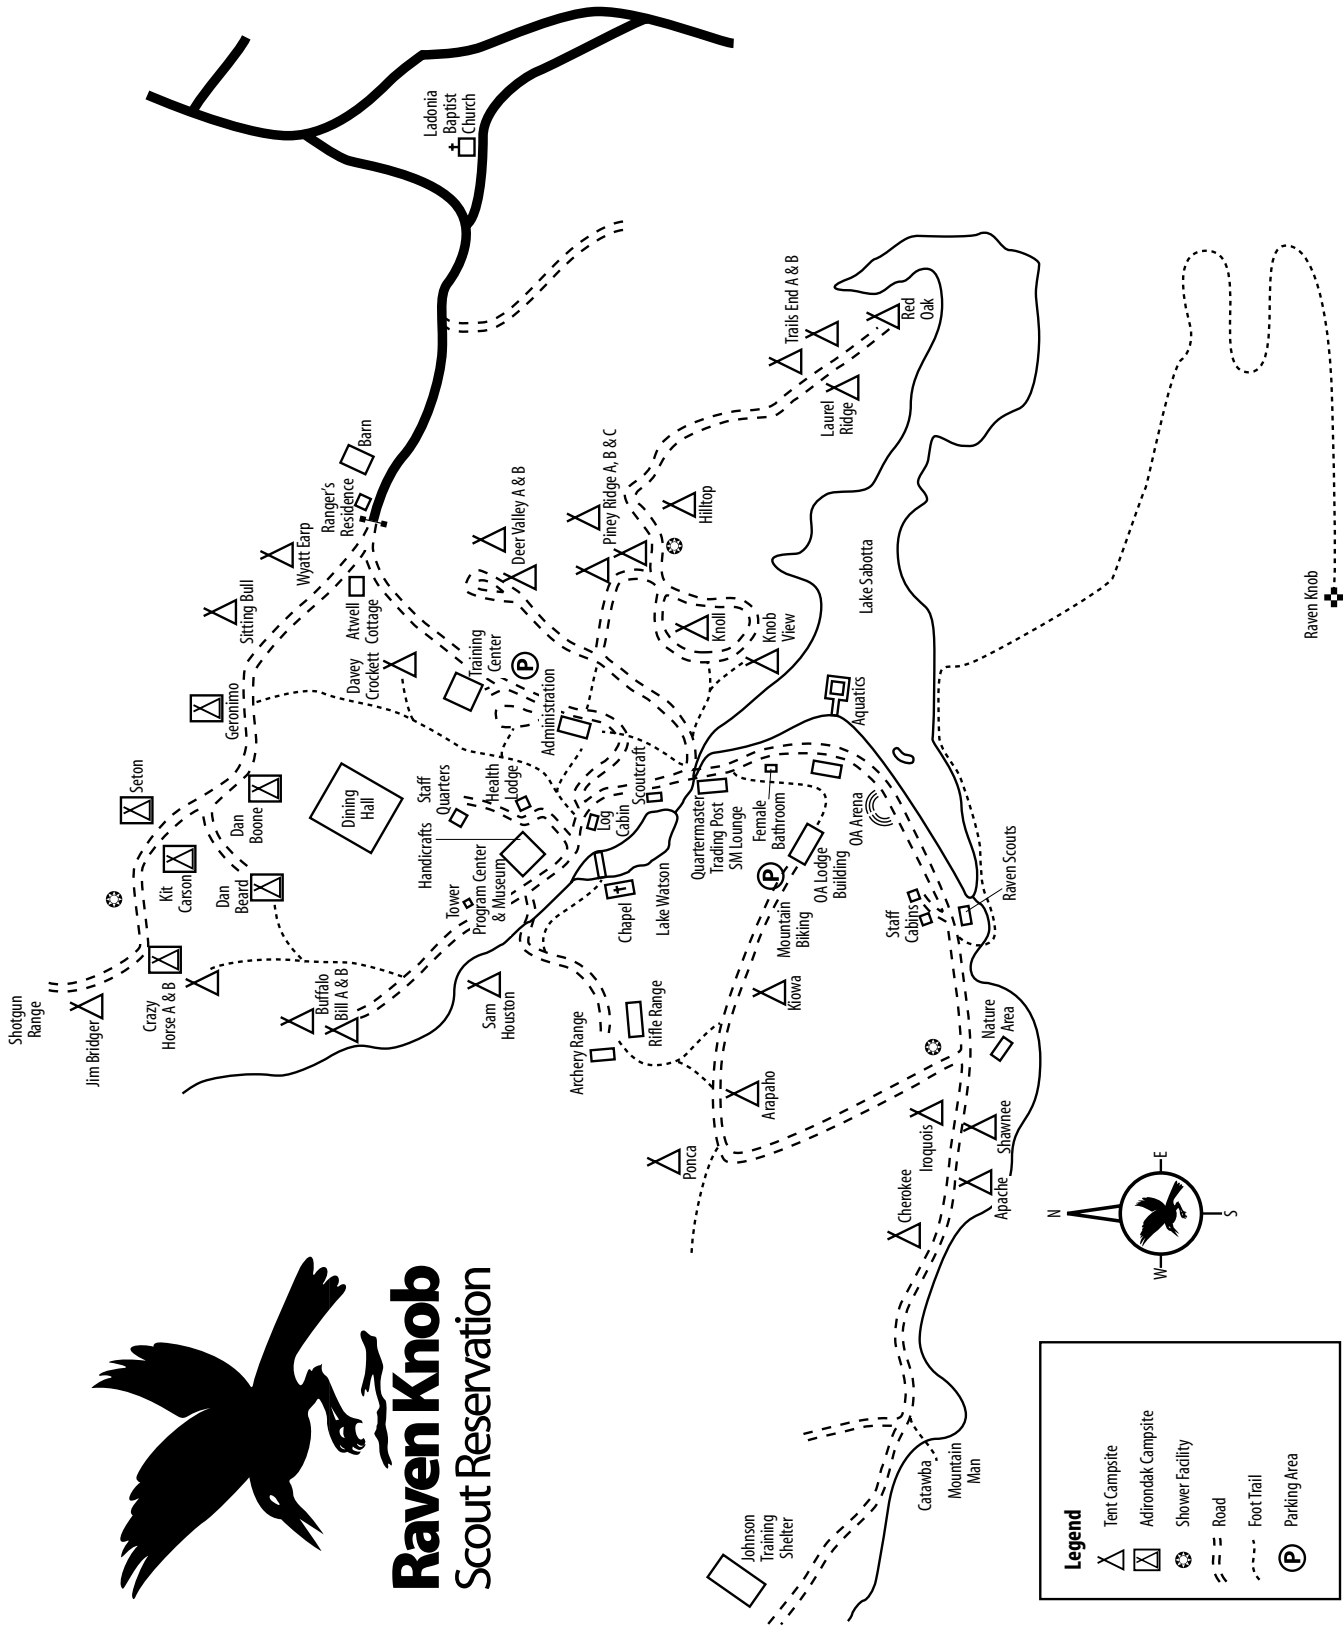 Raven Knob
Scout Reservation
Ladonia
Baptist
Church
Barn
Ranger's
Residence
Wyatt Earp
Sitting Bull
Atwell
Cottage
Davey
Crockett
Geronimo
Seton
Dan
Boone
Kit
Carson
Dan
Beard
Crazy
Horse A & B
Jim Bridger
Shotgun
Range
Buffalo
Bill A & B
Dining
Hall
Training
Center
P
Administration
Health
Lodge
Staff
Quarters
Handicrafts
Tower
Program Center
& Museum
Log
Cabin
Scoutcraft
Deer Valley A & B
Piney Ridge A, B & C
Hilltop
Knoll
Knob
View
Trails End A & B
Laurel
Ridge
Red
Oak
Lake Sabotta
Aquatics
Quartermaster
Trading Post
SM Lounge
Female
Bathroom
OA Arena
OA Lodge
Building
P
Mountain
Biking
Chapel
Lake Watson
Sam
Houston
Archery Range
Rifle Range
Kiowa
Arapaho
Ponca
Staff
Cabins
Raven Scouts
Nature
Area
Iroquois
Shawnee
Cherokee
Apache
Catawba
Mountain
Man
Johnson
Training
Shelter
Raven Knob
N
E
S
W
Legend
Tent Campsite
Adirondak Campsite
Shower Facility
Road
Foot Trail
P
Parking Area